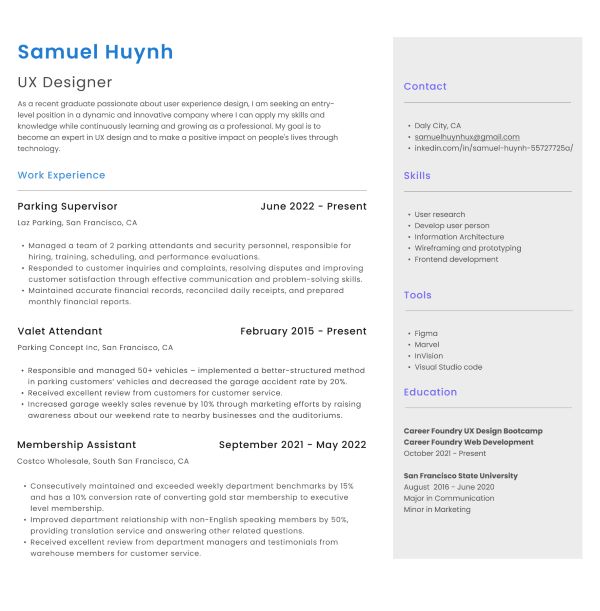 Samuel Huynh
UX Designer
As a recent graduate passionate about user experience design, I am seeking an entry-
level position in a dynamic and innovative company where I can apply my skills and
knowledge while continuously learning and growing as a professional. My goal is to
become an expert in UX design and to make a positive impact on people's lives through
technology.
Work Experience
Parking Supervisor June 2022 - Present
Laz Parking, San Francisco, CA
• Managed a team of 2 parking attendants and security personnel, responsible for
hiring, training, scheduling, and performance evaluations.
• Responded to customer inquiries and complaints, resolving disputes and improving
customer satisfaction through effective communication and problem-solving skills.
• Maintained accurate financial records, reconciled daily receipts, and prepared
monthly financial reports.
Valet Attendant February 2015 - Present
Parking Concept Inc, San Francisco, CA
• Responsible and managed 50+ vehicles – implemented a better-structured method
in parking customers' vehicles and decreased the garage accident rate by 20%.
• Received excellent review from customers for customer service.
• Increased garage weekly sales revenue by 10% through marketing efforts by raising
awareness about our weekend rate to nearby businesses and the auditoriums.
Membership Assistant September 2021 - May 2022
Costco Wholesale, South San Francisco, CA
• Consecutively maintained and exceeded weekly department benchmarks by 15%
and has a 10% conversion rate of converting gold star membership to executive
level membership.
• Improved department relationship with non-English speaking members by 50%,
providing translation service and answering other related questions.
• Received excellent review from department managers and testimonials from
warehouse members for customer service.
Contact
• Daly City, CA
• samuelhuynhux@gmail.com
• inkedin.com/in/samuel-huynh-55727725a/
Skills
• User research
• Develop user person
• Information Architecture
• Wireframing and prototyping
• Frontend development
Tools
• Figma
• Marvel
• InVision
• Visual Studio code
Education
Career Foundry UX Design Bootcamp
Career Foundry Web Development
October 2021 - Present
San Francisco State University
August 2016 - June 2020
Major in Communication
Minor in Marketing